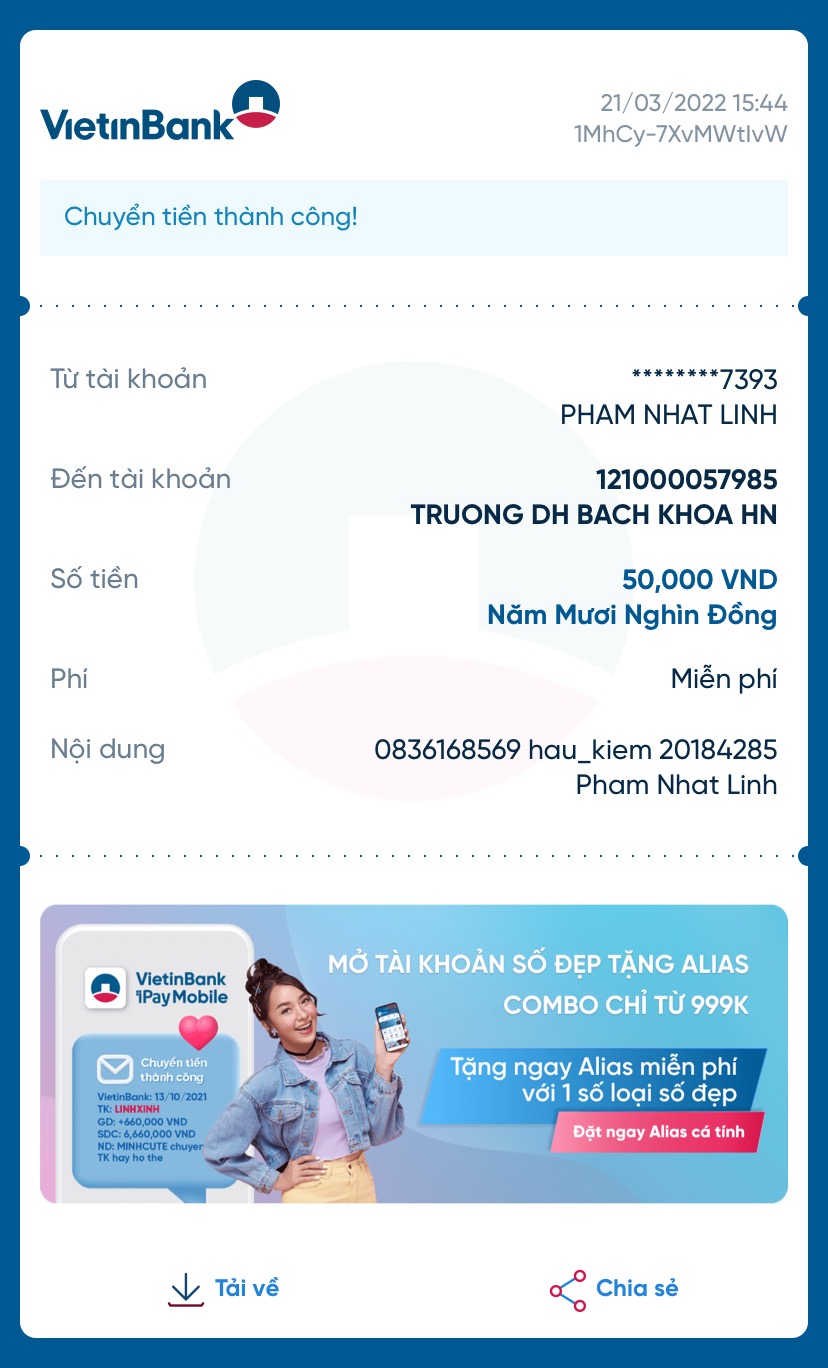 VietinBank
21/03/2022 15:44
1MhCy-7XvMWtIvW
Chuyển tiền thành công!
Từ tài khoản
********7393
PHAM NHAT LINH
Đến tài khoản
121000057985
TRUONG DH BACH KHOA HN
Số tiền
50,000 VND
Năm Mươi Nghìn Đồng
Phí
Miễn phí
Nội dung
0836168569 hau_kiem 20184285
Pham Nhat Linh
VietinBank
iPay Mobile
Chuyển tiền
thành công
VietinBank: 13/10/2021
TK: LINHXINH
GD: +660,000 VND
SDC: 6,660,000 VND
ND: MINHCUTE chuyen
TK hay ho the
MỞ TÀI KHOẢN SỐ ĐẸP TẶNG ALIAS
COMBO CHỈ TỪ 999K
Tặng ngay Alias miễn phí
với 1 số loại số đẹp
Đặt ngay Alias cá tính
Tải về
Chia sẻ